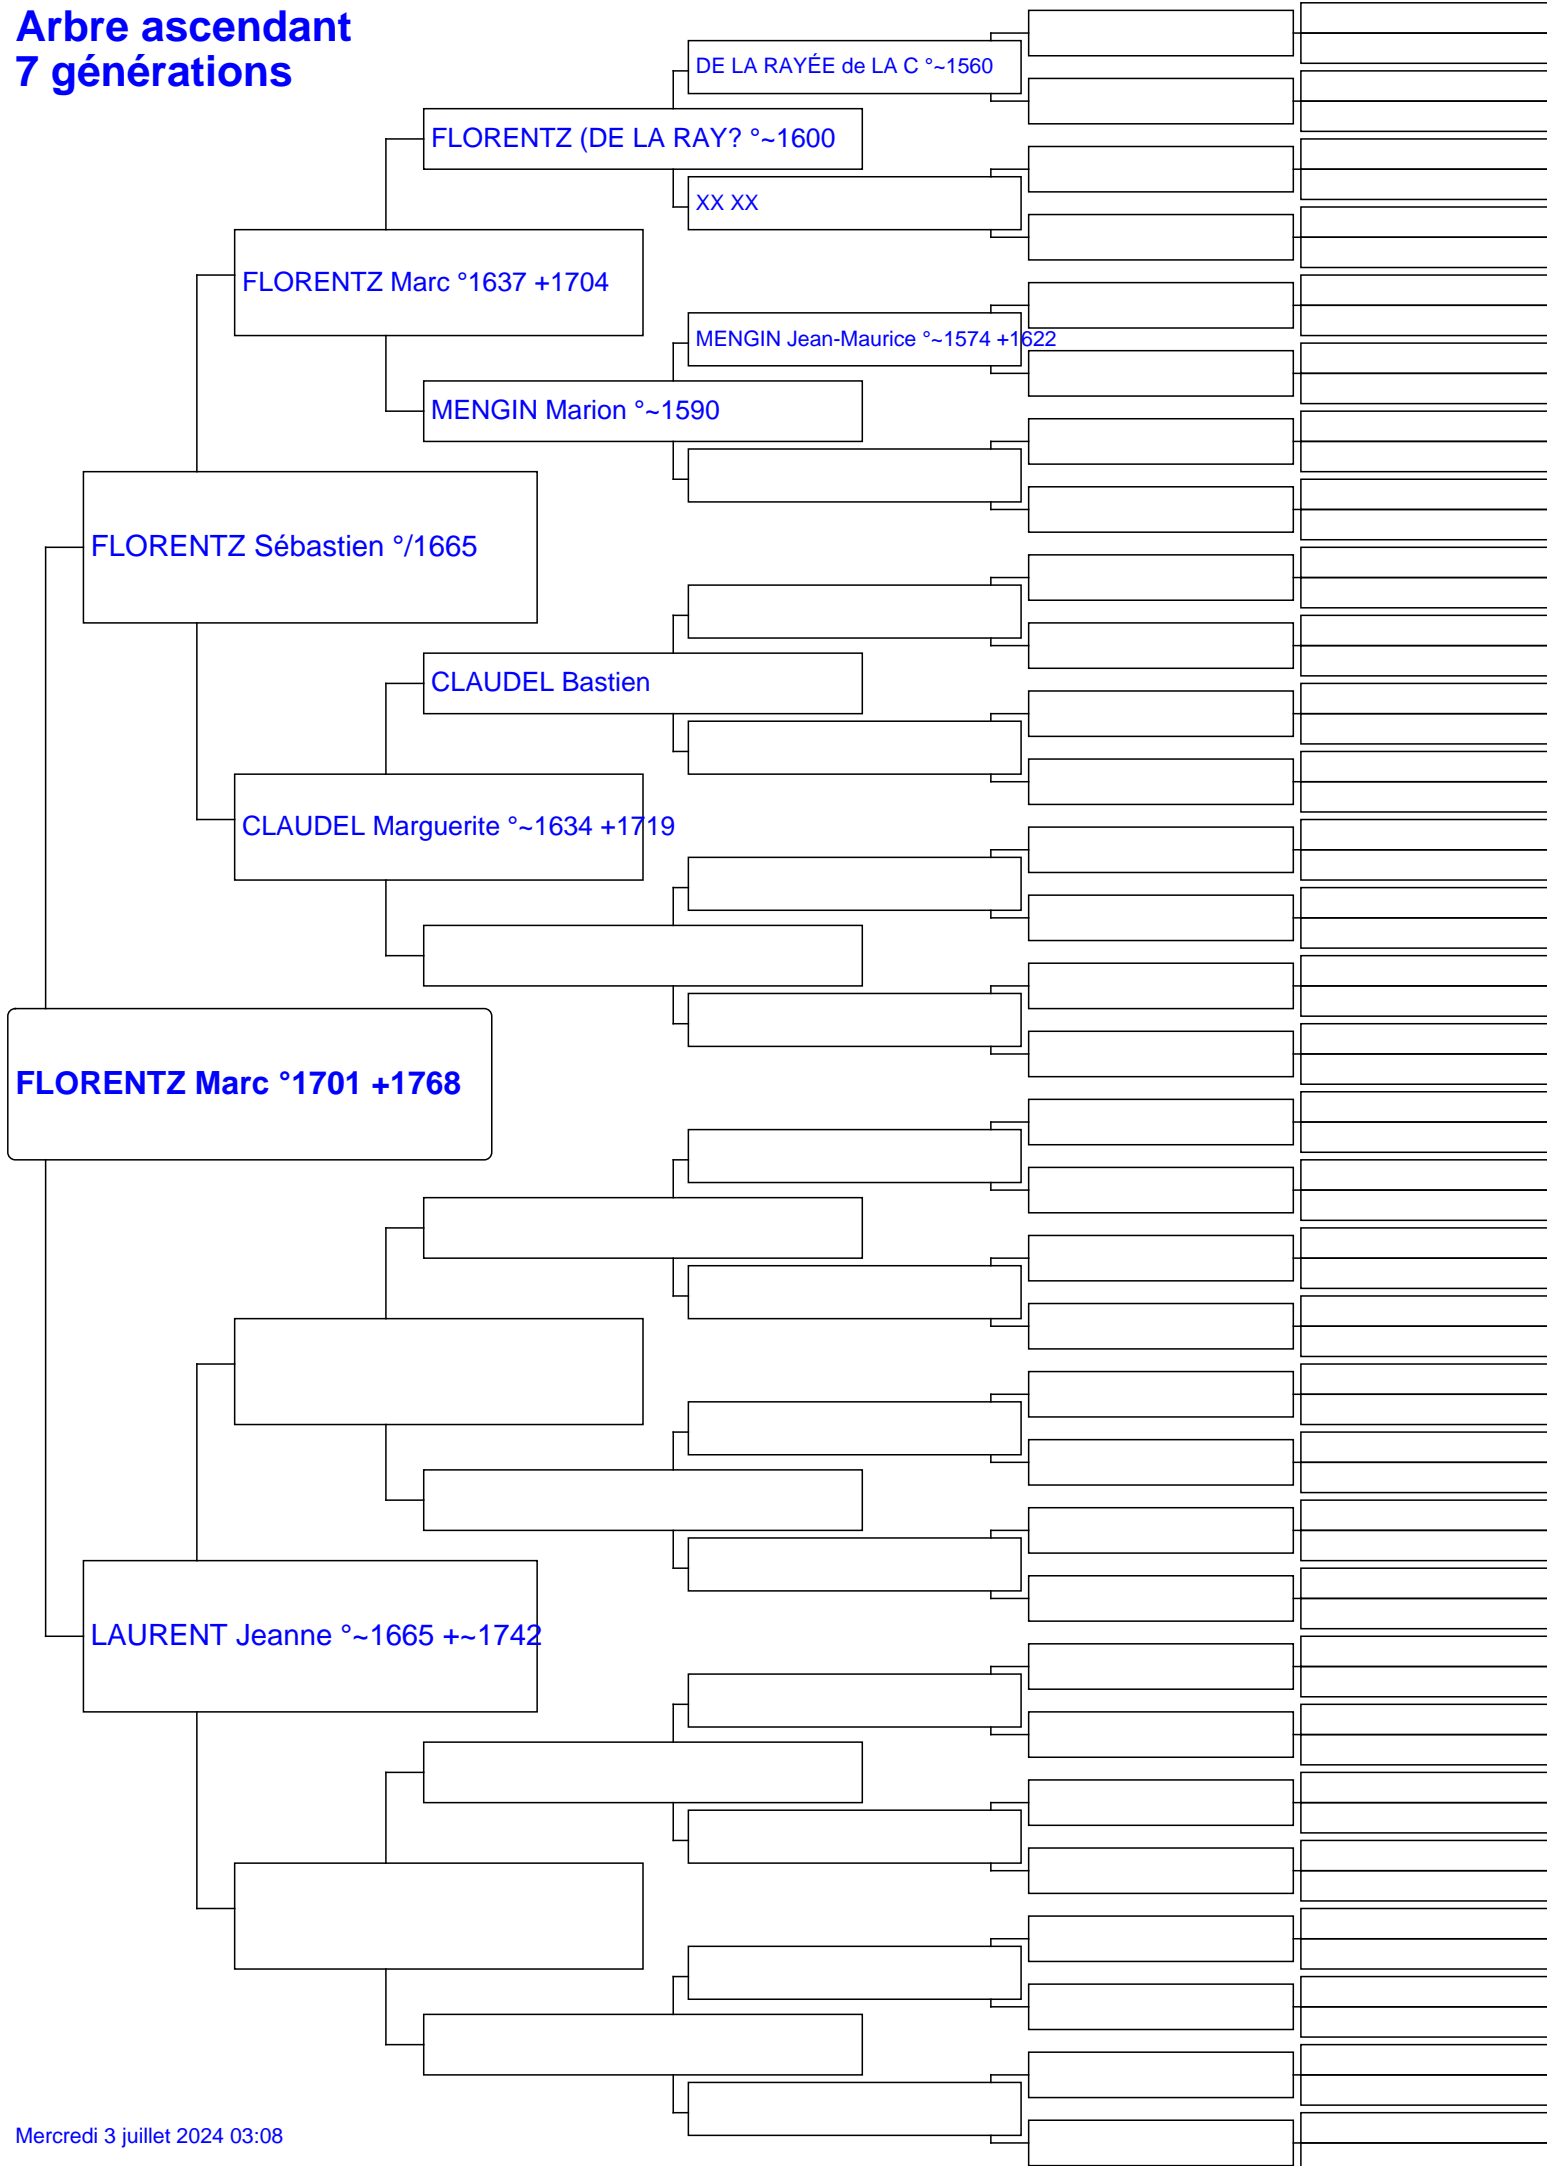 Arbre ascendant
7 générations
DE LA RAYÉE de LA C °~1560
FLORENTZ (DE LA RAY? °~1600
XX XX
FLORENTZ Marc °1637 +1704
MENGIN Jean-Maurice °~1574 +1622
MENGIN Marion °~1590
FLORENTZ Sébastien °/1665
CLAUDEL Bastien
CLAUDEL Marguerite °~1634 +1719
FLORENTZ Marc °1701 +1768
LAURENT Jeanne °~1665 +~1742
Mercredi 3 juillet 2024 03:08